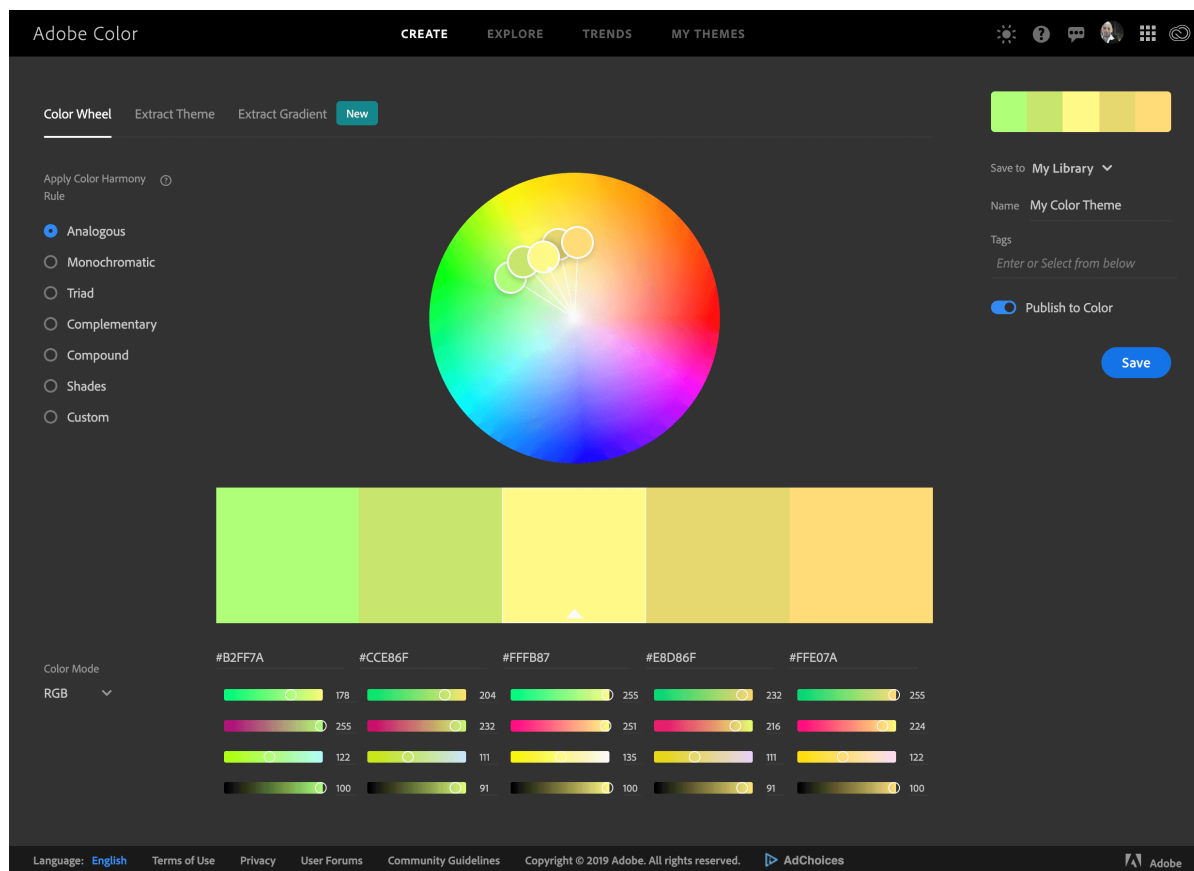 Adobe Color CREATE EXPLORE TRENDS MY THEMES
Color Wheel Extract Theme Extract Gradient New
Save to My Library
Apply Color Harmony
Rule
Name My Color Theme
Analogous
Tags
Monochromatic
Enter or Select from below
Triad
Publish to Color
Complementary
Compound
Save
Shades
Custom
#B2FF7A #CCE86F #FFFB87 #E8D86F #FFE07A
Color Mode
RGB
178 204 255 232 255
255 232 251 216 224
122 111 135 111 122
100 91 100 91 100
Language: English Terms of Use Privacy User Forums Community Guidelines Copyright © 2019 Adobe. All rights reserved. AdChoices Adobe